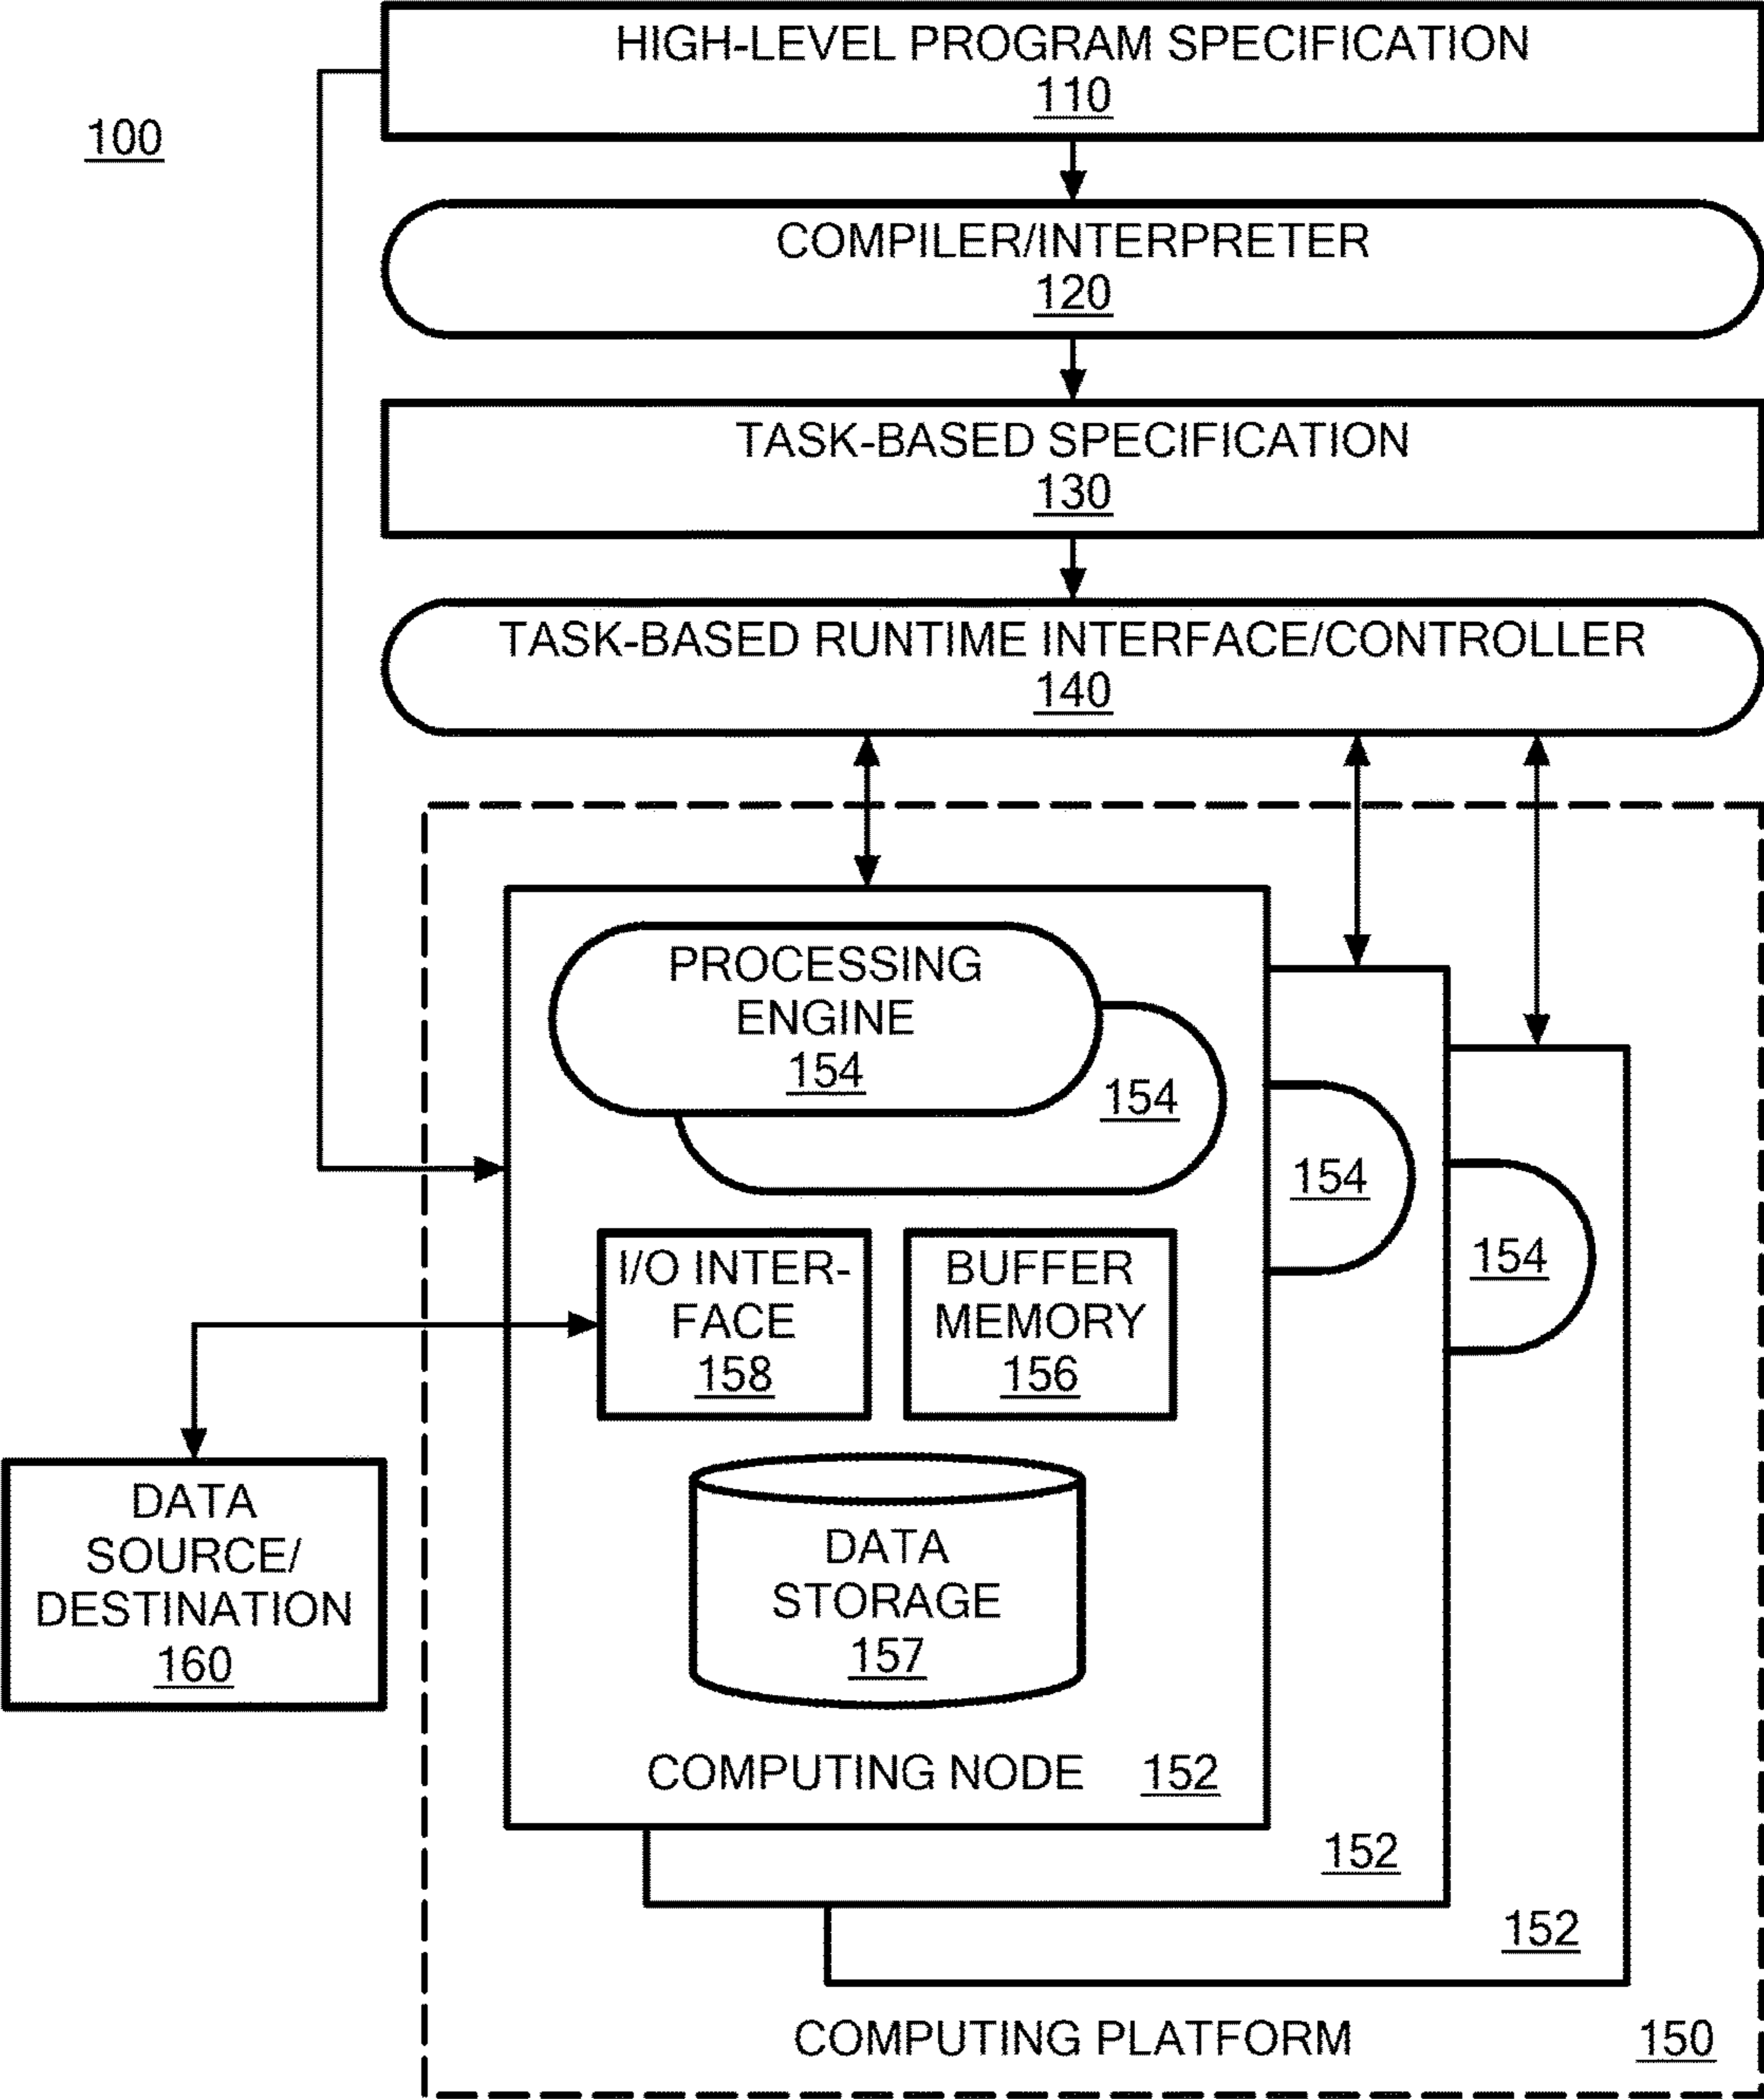 HIGH-LEVEL PROGRAM SPECIFICATION
110
100
COMPILER/INTERPRETER
120
TASK-BASED SPECIFICATION
130
TASK-BASED RUNTIME INTERFACE/CONTROLLER
140
PROCESSING
ENGINE
154
154
154
154
I/O INTER-
FACE
158
BUFFER
MEMORY
156
DATA
SOURCE/
DESTINATION
160
DATA
STORAGE
157
COMPUTING NODE 152
152
152
COMPUTING PLATFORM 150